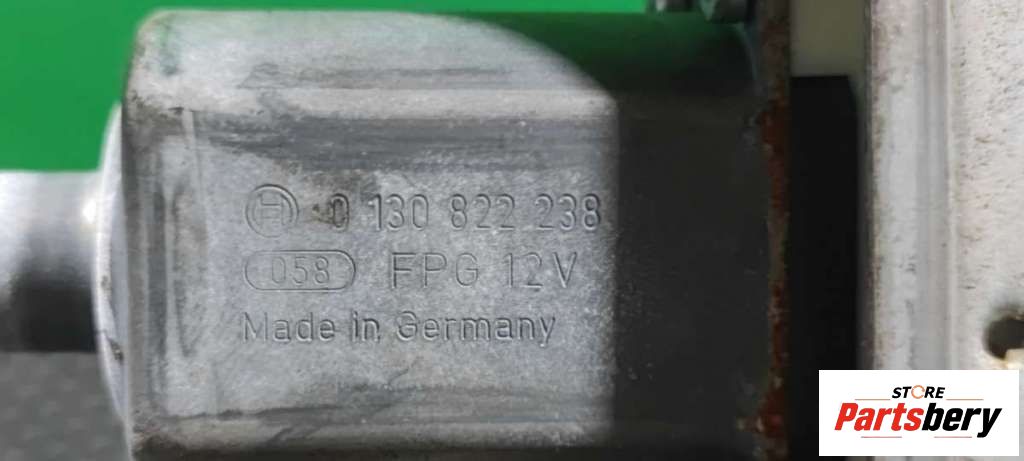 0 130 822 238
058 FPG 12V
Made in Germany
STORE
Partsbery